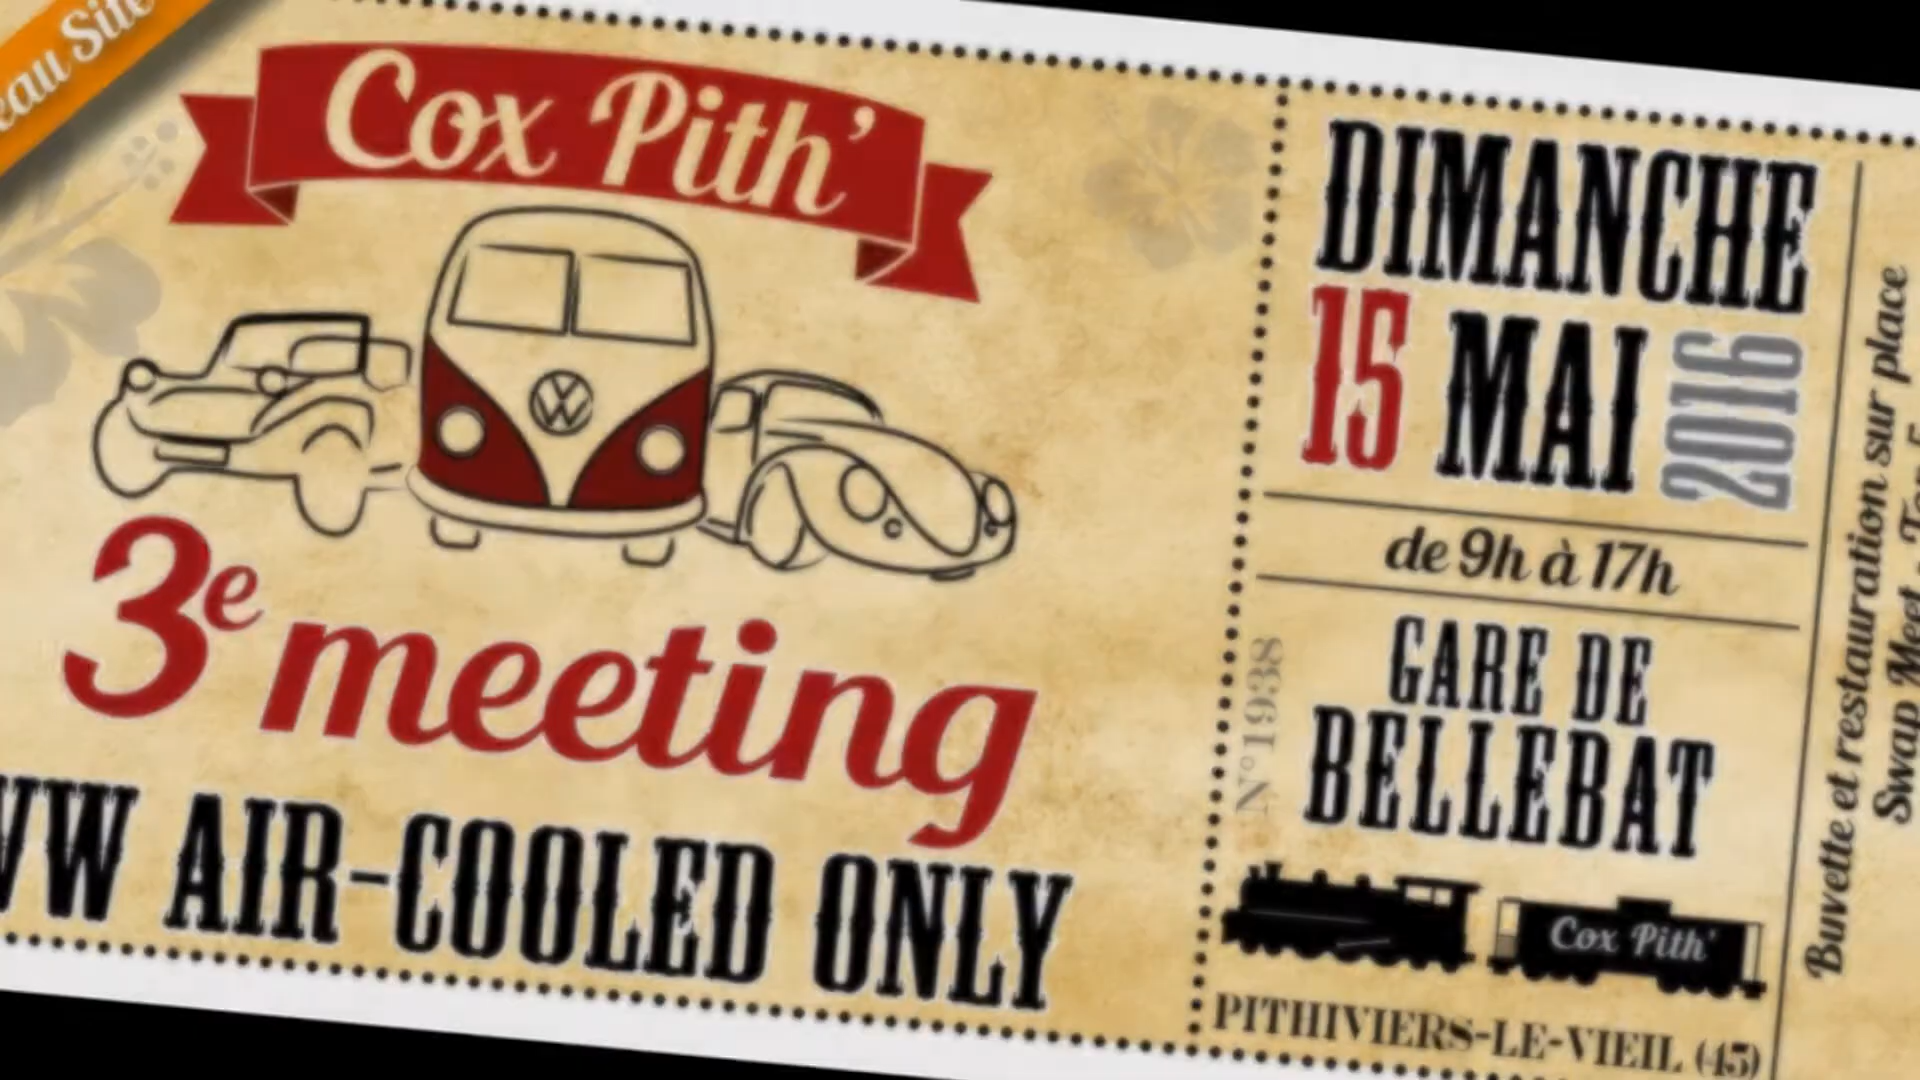 Cox Pith'
3e meeting
VW AIR-COOLED ONLY
DIMANCHE
15 MAI 2016
de 9h à 17h
GARE DE
BELLEBAT
N°1938
Cox Pith'
PITHIVIERS-LE-VIEIL (45)
Buvette et restauration sur place
Swap Meet